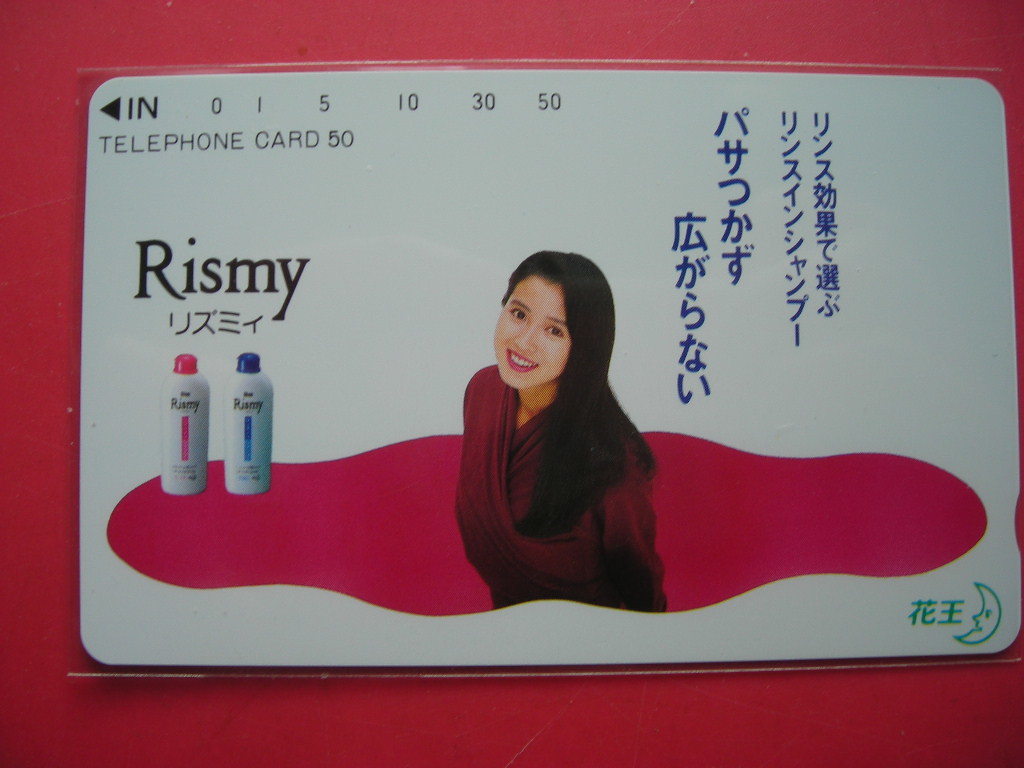 ◀IN 0 1 5 10 30 50
TELEPHONE CARD 50
リンス効果で選ぶ
リンスインシャンプー
パサつかず
広がらない
Rismy
リズミィ
Rismy
Rismy
花王